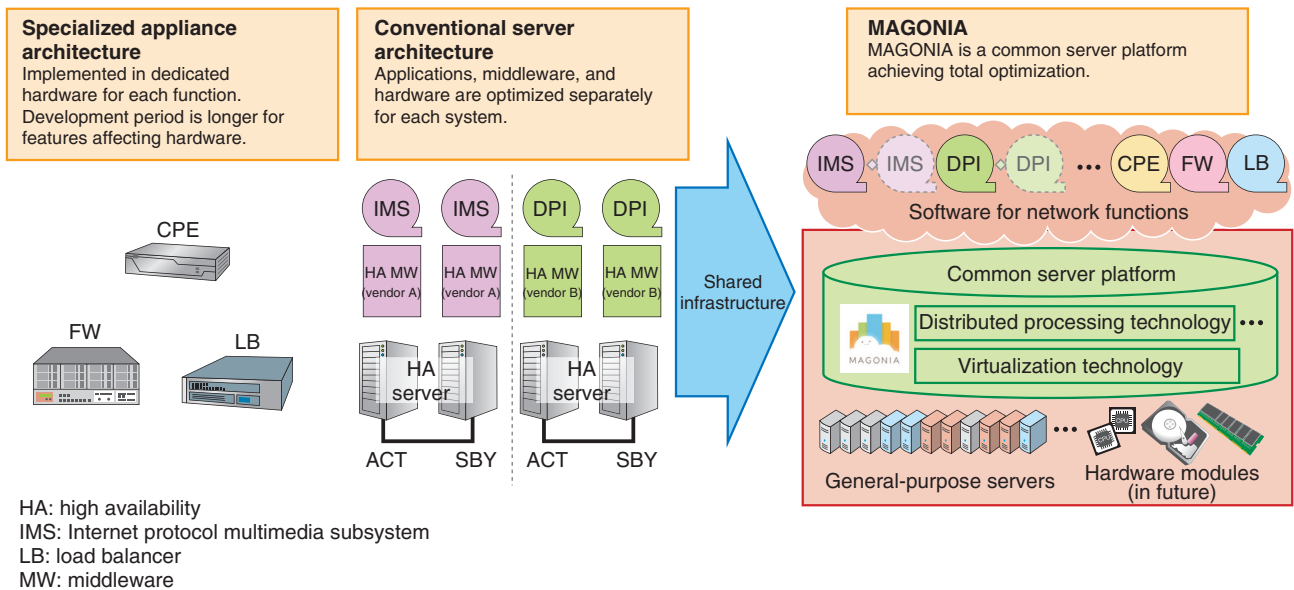 Specialized appliance
architecture
Implemented in dedicated
hardware for each function.
Development period is longer for
features affecting hardware.
Conventional server
architecture
Applications, middleware, and
hardware are optimized separately
for each system.
MAGONIA
MAGONIA is a common server platform
achieving total optimization.
CPE
FW
LB
IMS
IMS
DPI
DPI
HA MW
(vendor A)
HA MW
(vendor A)
HA MW
(vendor B)
HA MW
(vendor B)
HA
server
HA
server
ACT
SBY
ACT
SBY
Shared
infrastructure
IMS
IMS
DPI
DPI
•••
CPE
FW
LB
Software for network functions
Common server platform
MAGONIA
Distributed processing technology
•••
Virtualization technology
•••
CPU
CPU
General-purpose servers
Hardware modules
(in future)
HA: high availability
IMS: Internet protocol multimedia subsystem
LB: load balancer
MW: middleware